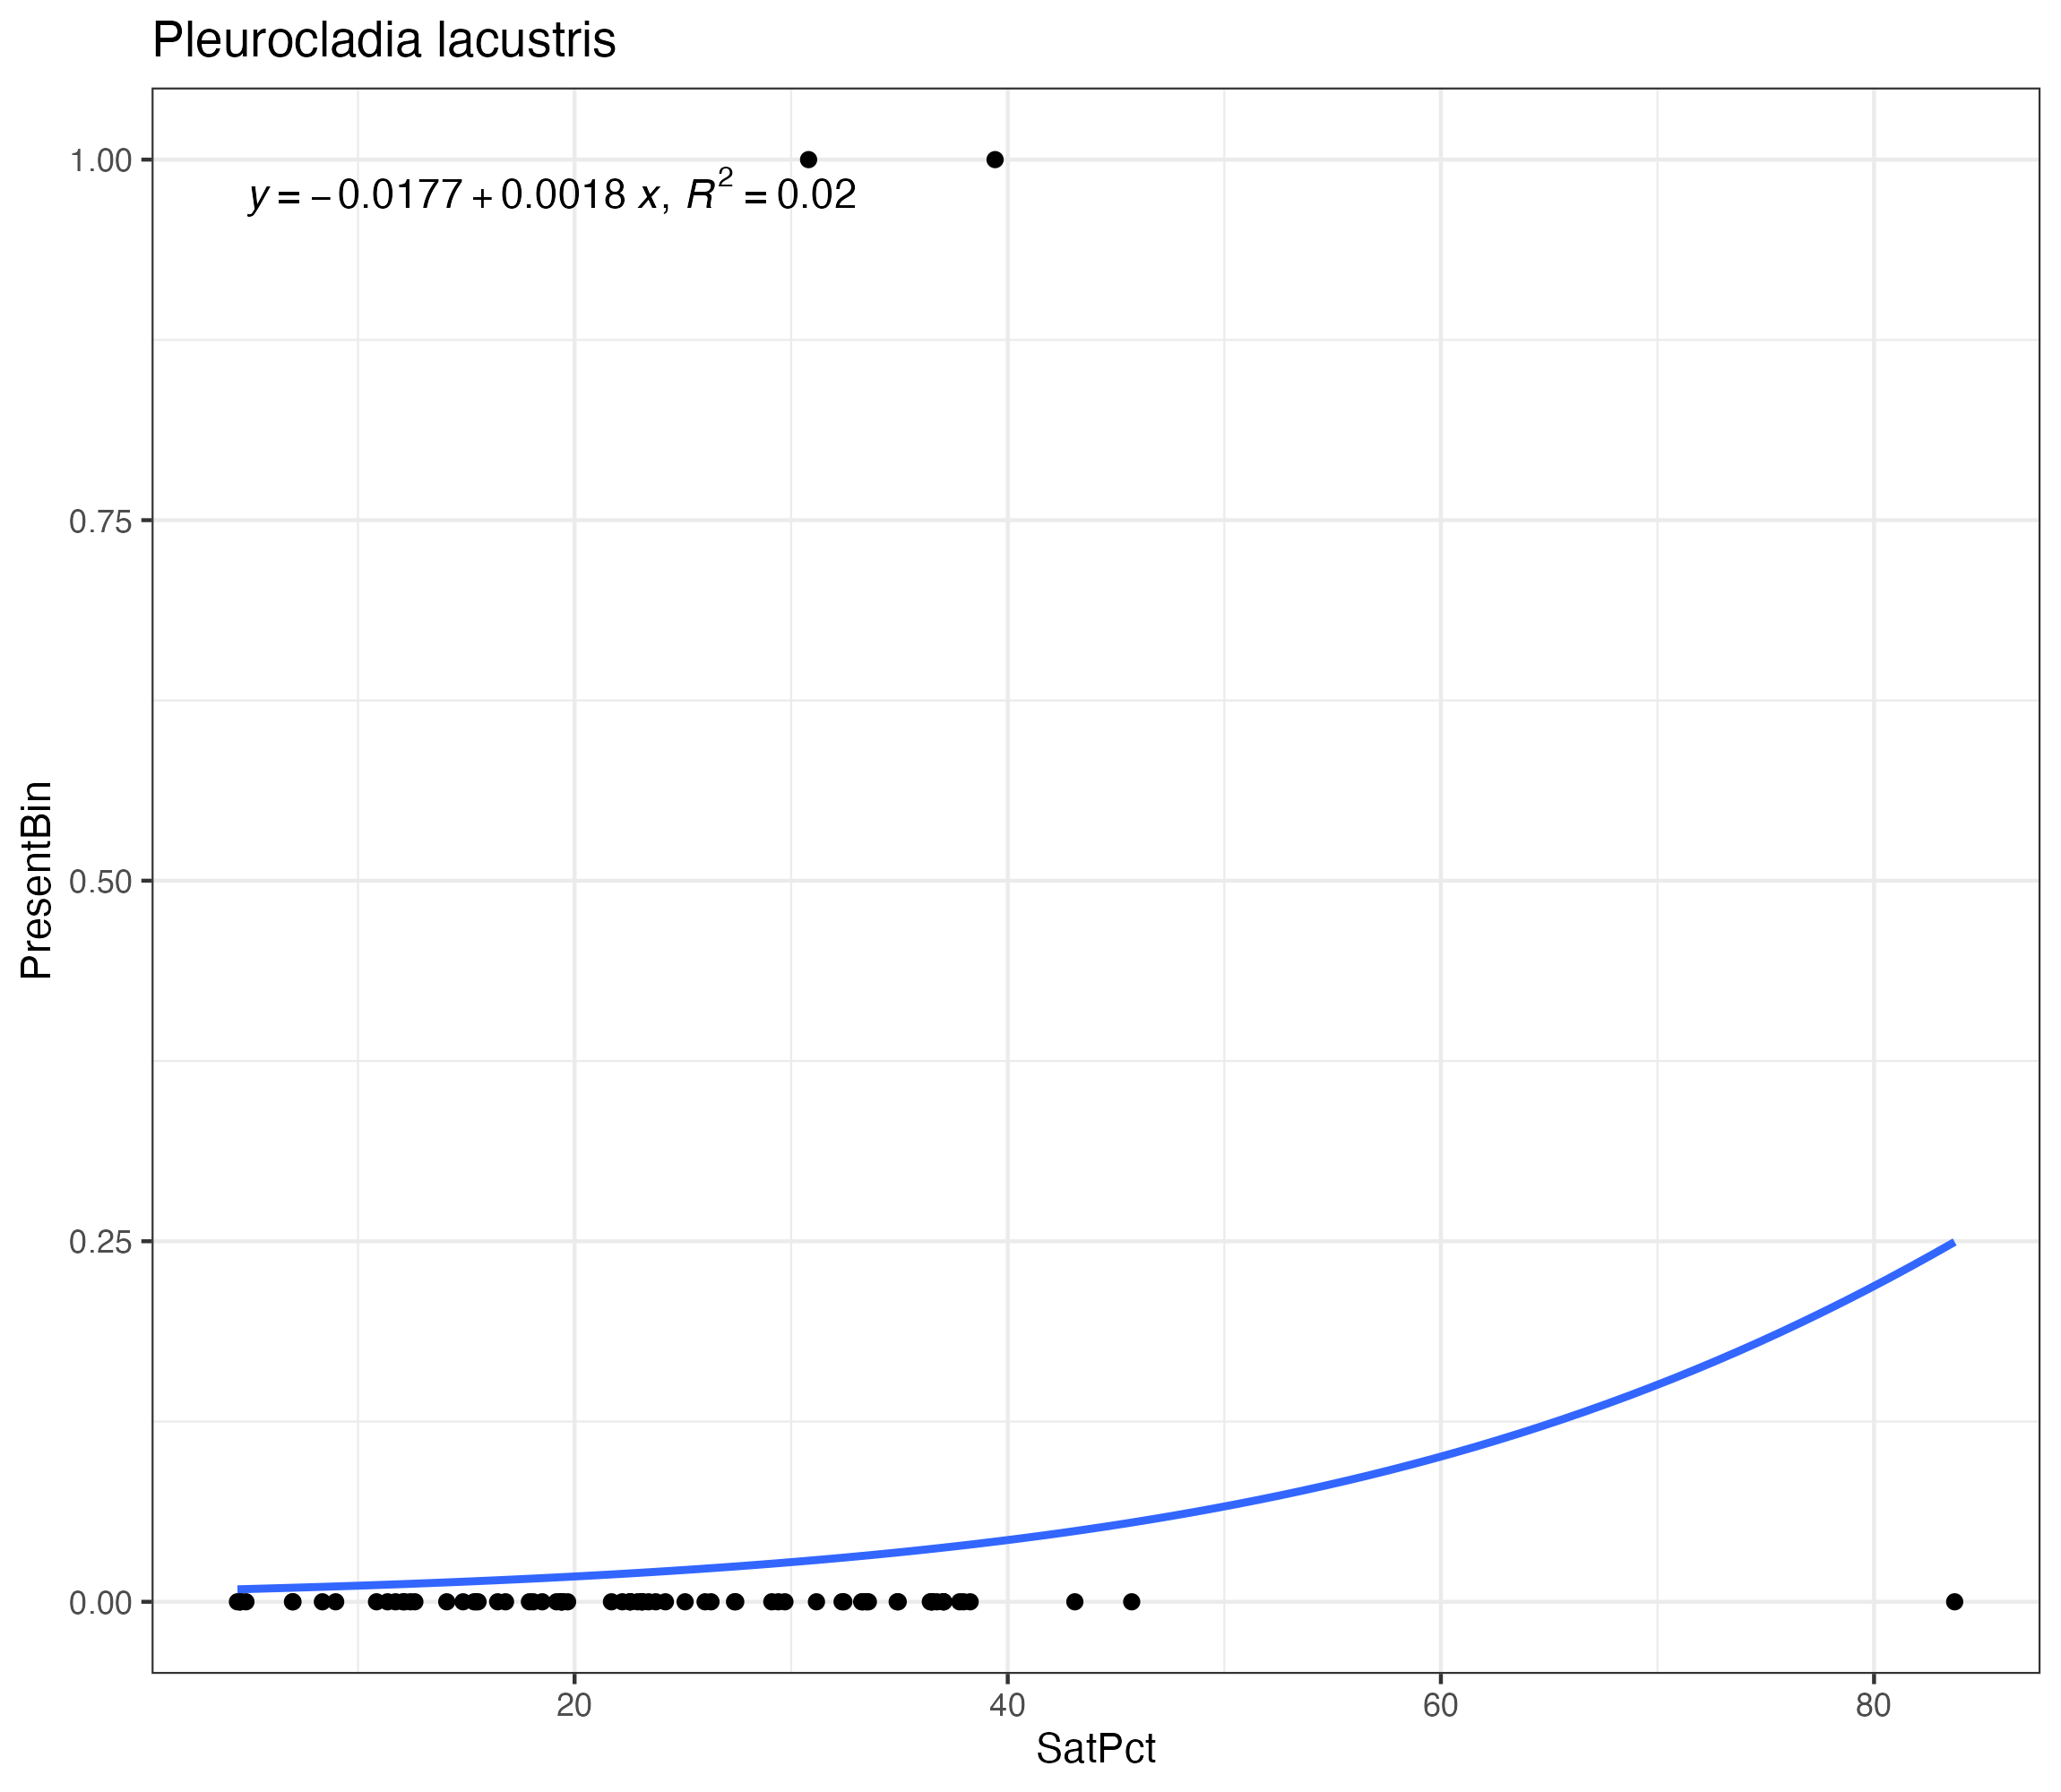 Pleurocladia lacustris
1.00
y = −0.0177 + 0.0018 x, R² = 0.02
0.75
0.50
0.25
0.00
PresentBin
20 40 60 80
SatPct